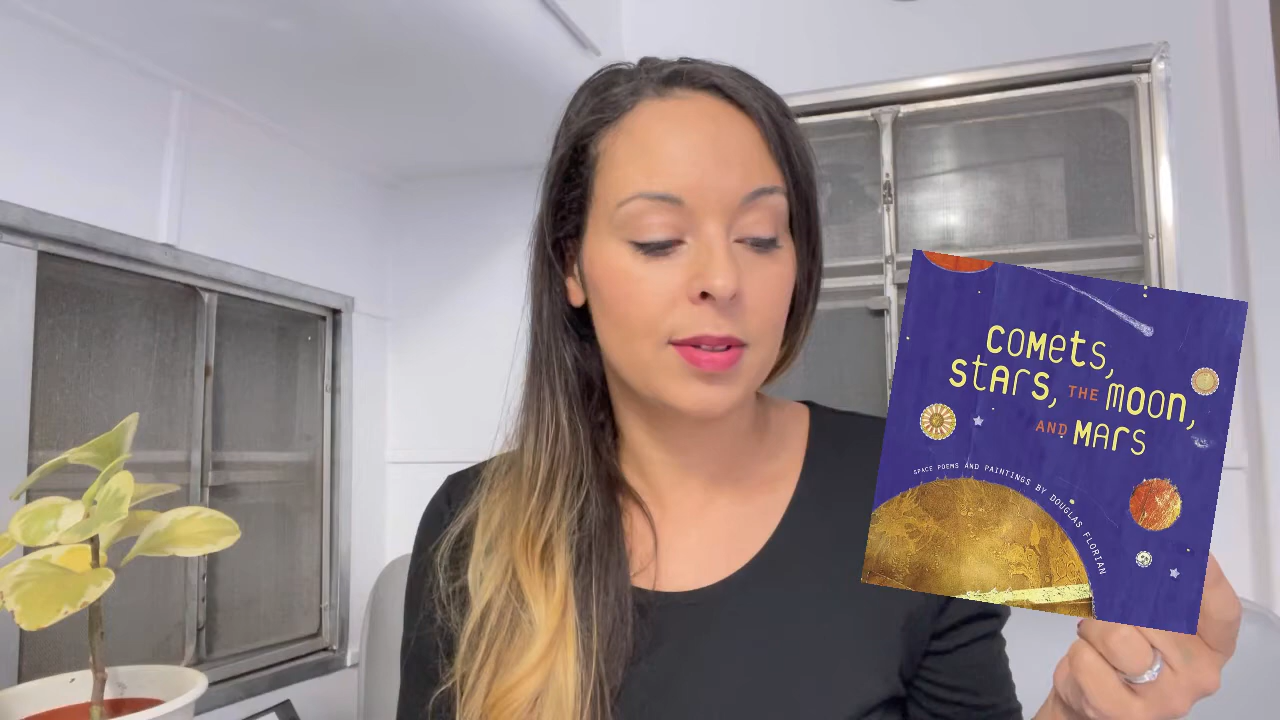 comets,
stars, THE moon,
AND mars
SPACE POEMS AND PAINTINGS BY DOUGLAS FLORIAN